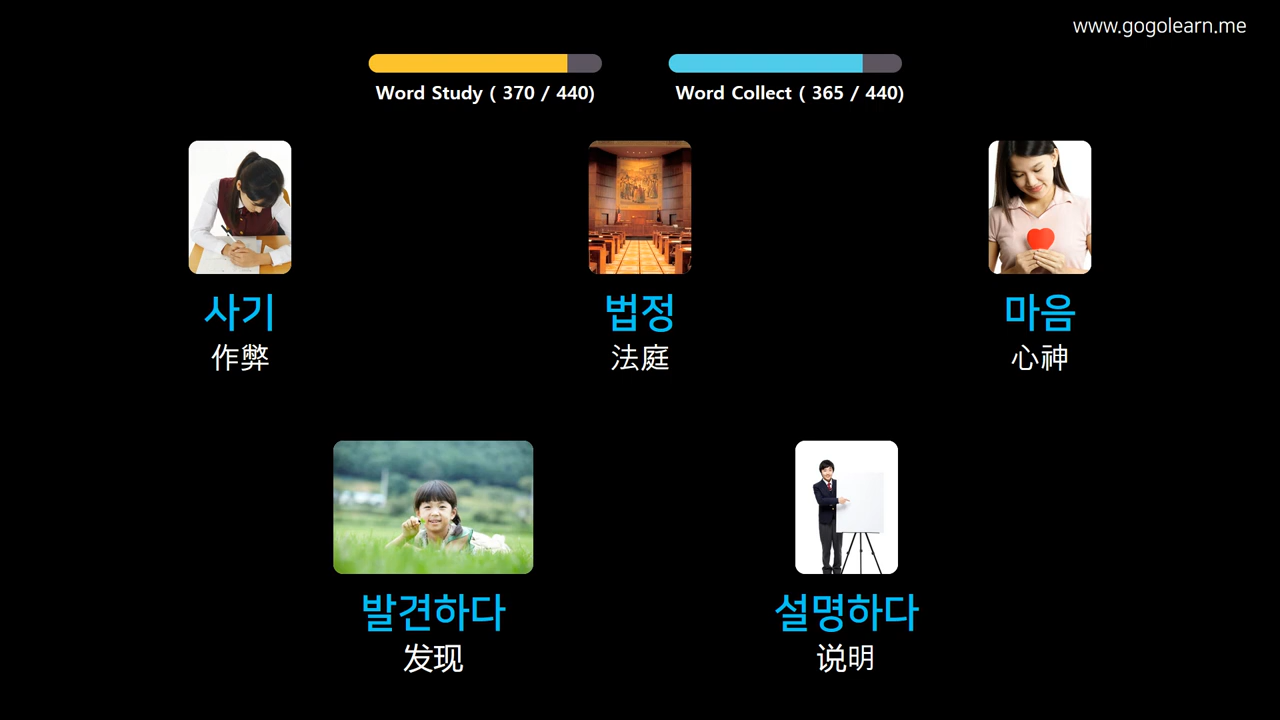 www.gogolearn.me
Word Study ( 370 / 440)
Word Collect ( 365 / 440)
사기
作弊
법정
法庭
마음
心神
발견하다
发现
설명하다
说明